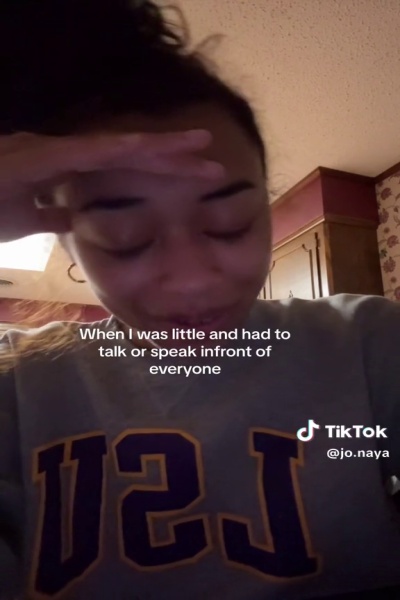 When I was little and had to
talk or speak infront of
everyone
TikTok
@jo.naya
LSU